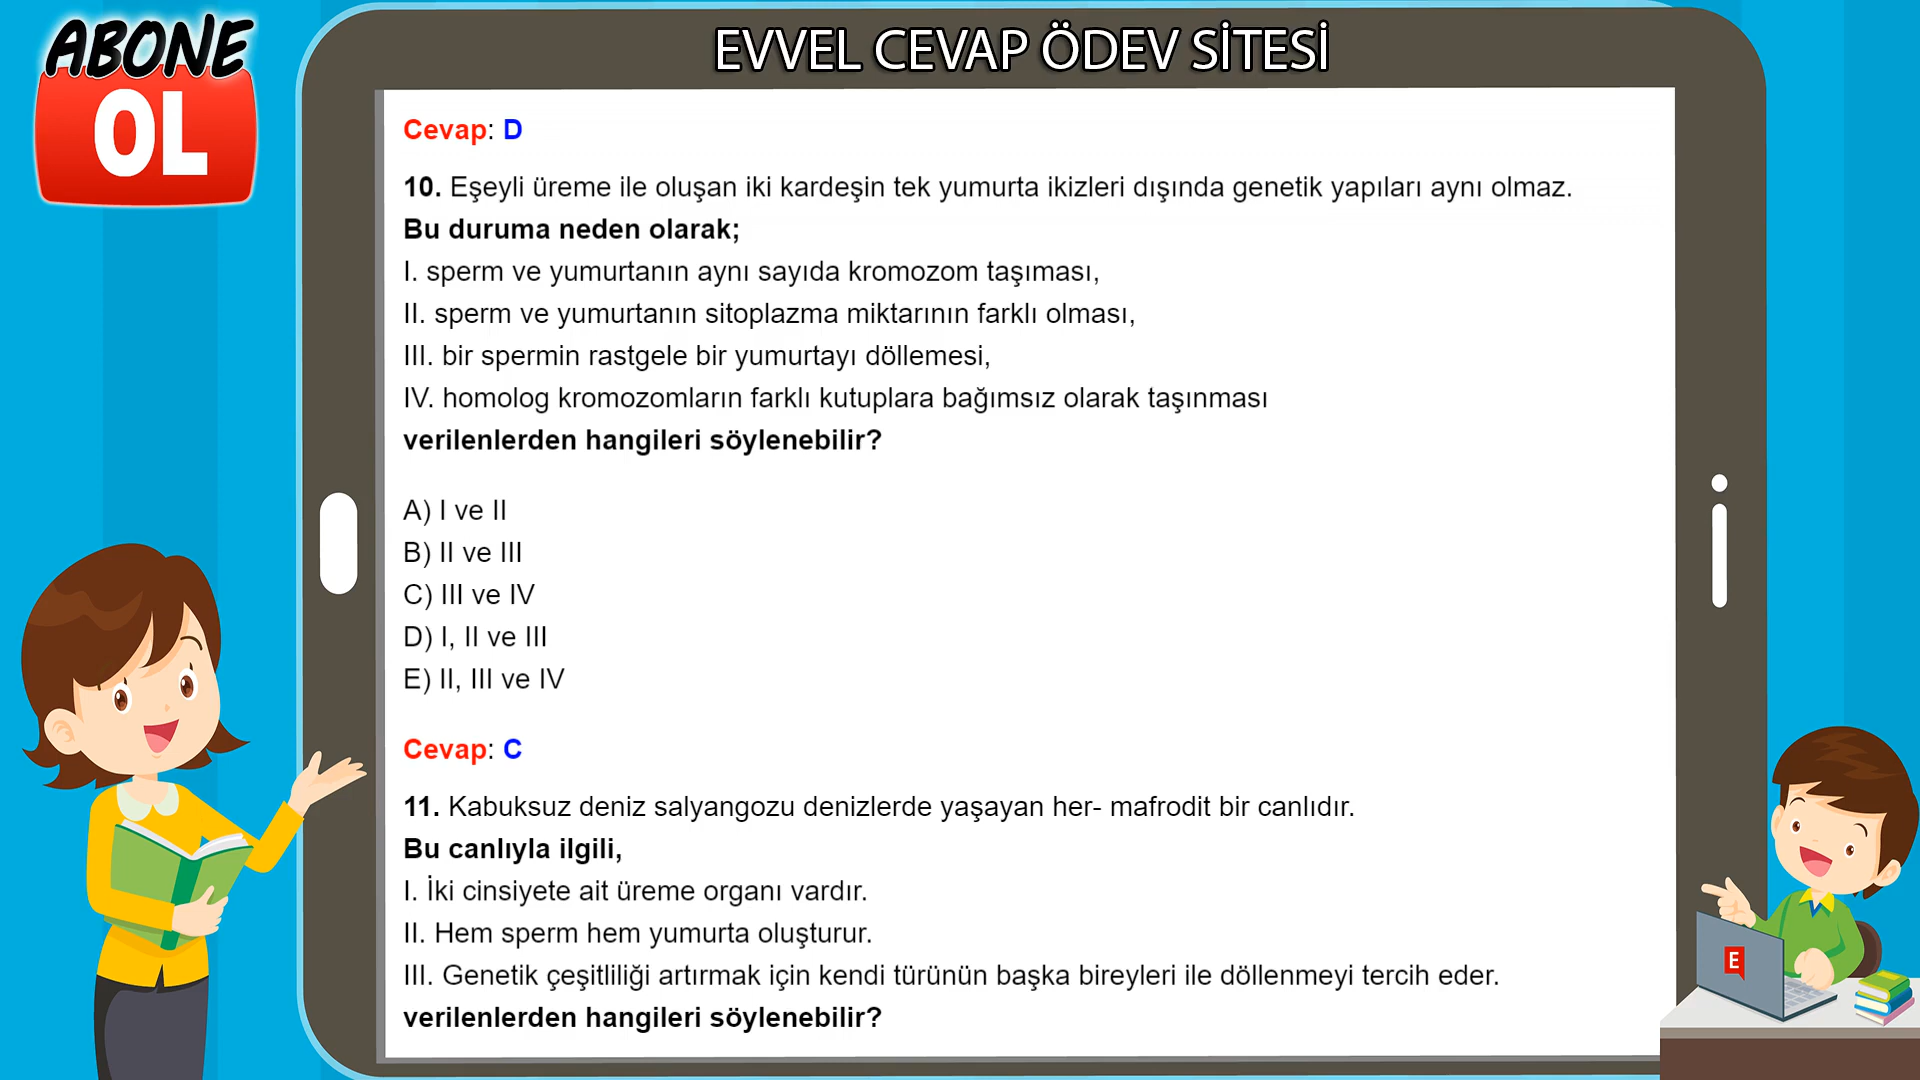 ABONE
OL
EVVEL CEVAP ÖDEV SİTESİ
Cevap: D
10. Eşeyli üreme ile oluşan iki kardeşin tek yumurta ikizleri dışında genetik yapıları aynı olmaz.
Bu duruma neden olarak;
I. sperm ve yumurtanın aynı sayıda kromozom taşıması,
II. sperm ve yumurtanın sitoplazma miktarının farklı olması,
III. bir spermin rastgele bir yumurtayı döllemesi,
IV. homolog kromozomların farklı kutuplara bağımsız olarak taşınması
verilenlerden hangileri söylenebilir?
A) I ve II
B) II ve III
C) III ve IV
D) I, II ve III
E) II, III ve IV
Cevap: C
11. Kabuksuz deniz salyangozu denizlerde yaşayan her- mafrodit bir canlıdır.
Bu canlıyla ilgili,
I. İki cinsiyete ait üreme organı vardır.
II. Hem sperm hem yumurta oluşturur.
III. Genetik çeşitliliği artırmak için kendi türünün başka bireyleri ile döllenmeyi tercih eder.
verilenlerden hangileri söylenebilir?
E